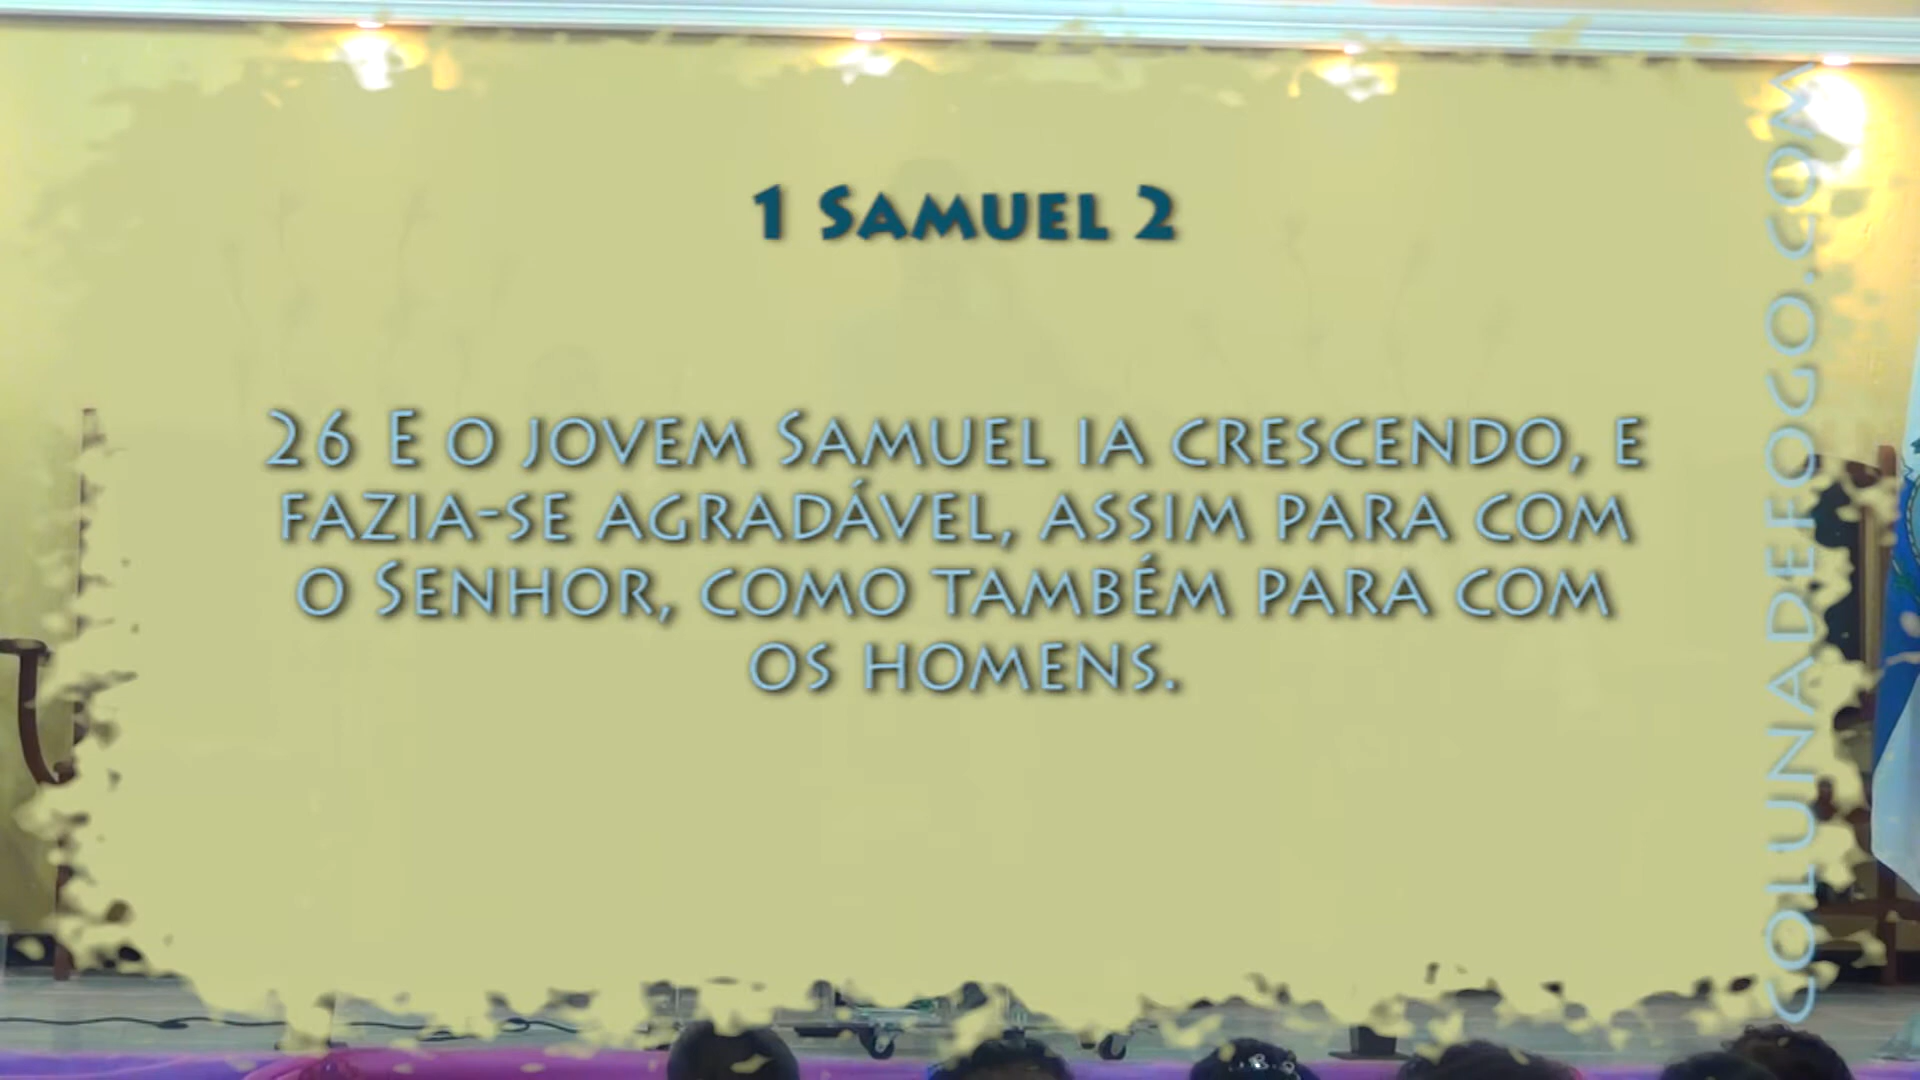 1 Samuel 2
26 E o jovem Samuel ia crescendo, e
fazia-se agradável, assim para com
o Senhor, como também para com
os homens.
COLUNADEFOGO.COM